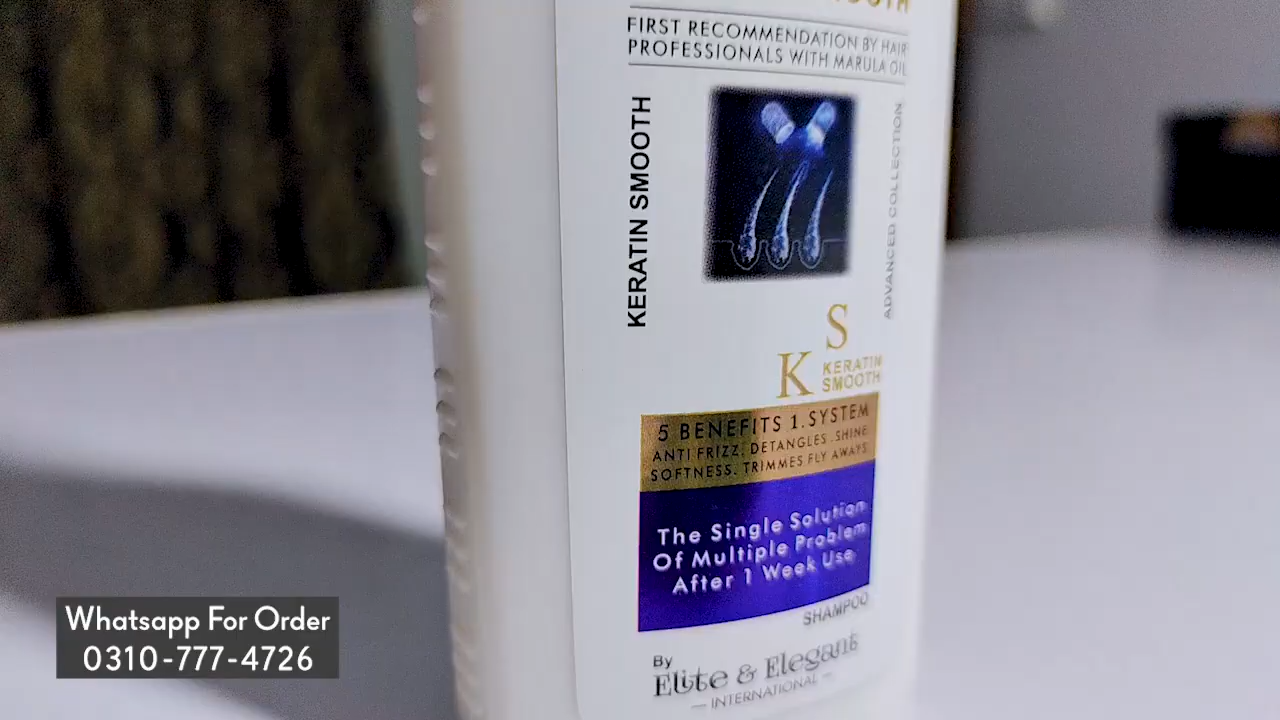 FIRST RECOMMENDATION BY HAIR
PROFESSIONALS WITH MARULA OIL
KERATIN SMOOTH
ADVANCED COLLECTION
S
K
KERATIN
SMOOTH
5 BENEFITS 1. SYSTEM
ANTI FRIZZ. DETANGLES .SHINE
SOFTNESS. TRIMMES FLY AWAYS
The Single Solution
Of Multiple Problem
After 1 Week Use
SHAMPOO
By
Elite & Elegant
— INTERNATIONAL —
Whatsapp For Order
0310-777-4726